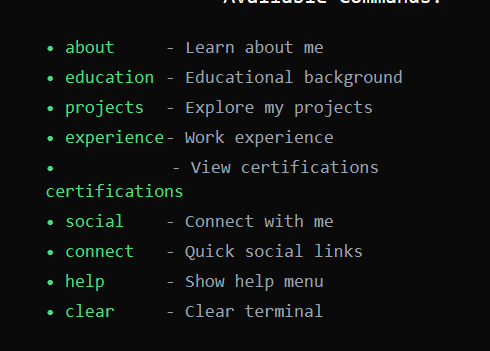 Available Commands:
• about - Learn about me
• education - Educational background
• projects - Explore my projects
• experience - Work experience
• - View certifications
certifications
• social - Connect with me
• connect - Quick social links
• help - Show help menu
• clear - Clear terminal